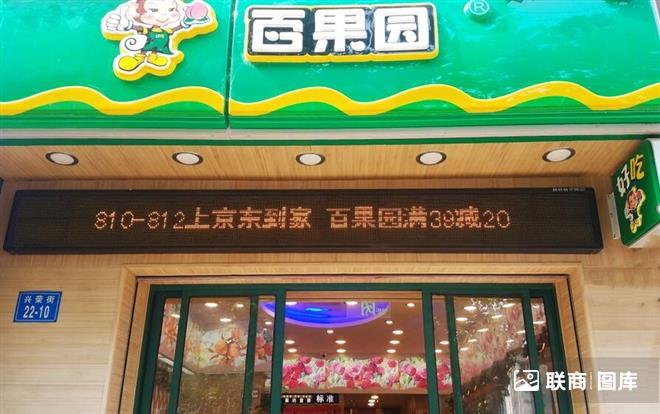 百果园
®
好吃
810-812上京东到家 百果园满39减20
兴荣街
22-10
标准
联商图库